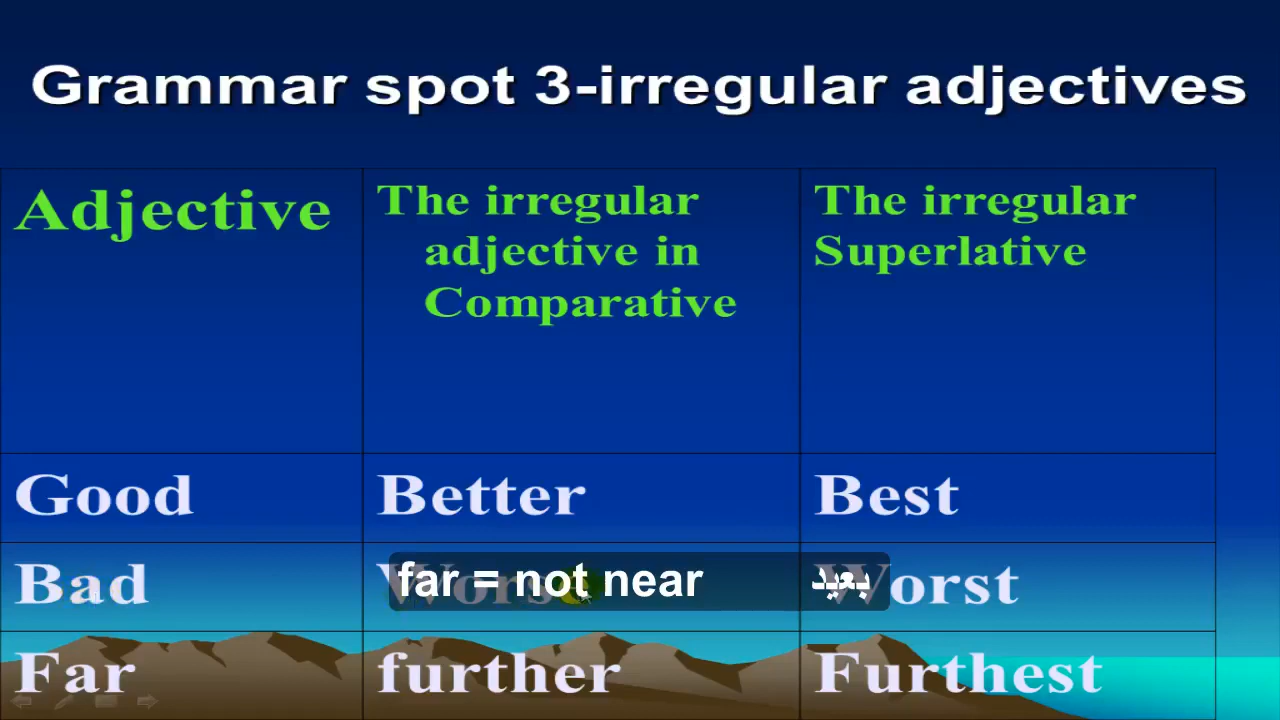 Grammar spot 3-irregular adjectives
Adjective
The irregular
adjective in
Comparative
The irregular
Superlative
Good
Better
Best
Bad
Worst
far = not near بعيد
Far
further
Furthest